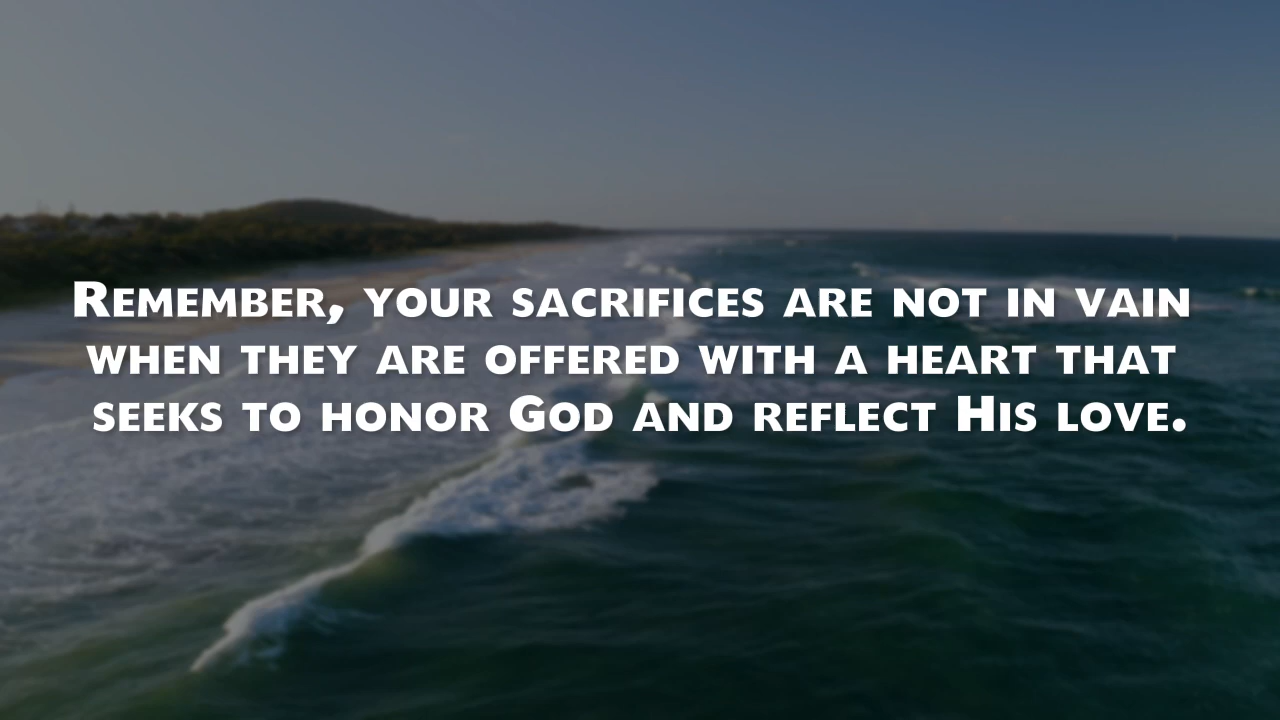 Remember, your sacrifices are not in vain
when they are offered with a heart that
seeks to honor God and reflect His love.